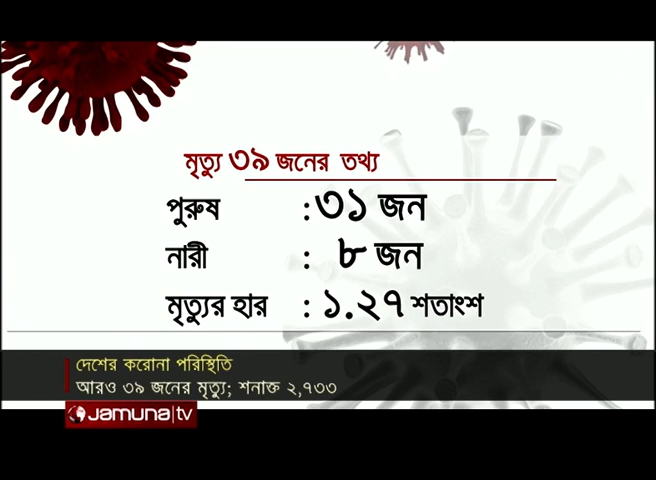 মৃত্যু ৩৯ জনের তথ্য
পুরুষ : ৩১ জন
নারী : ৮ জন
মৃত্যুর হার : ১.২৭ শতাংশ
দেশের করোনা পরিস্থিতি
আরও ৩৯ জনের মৃত্যু; শনাক্ত ২,৭৩৩
Jamuna|tv